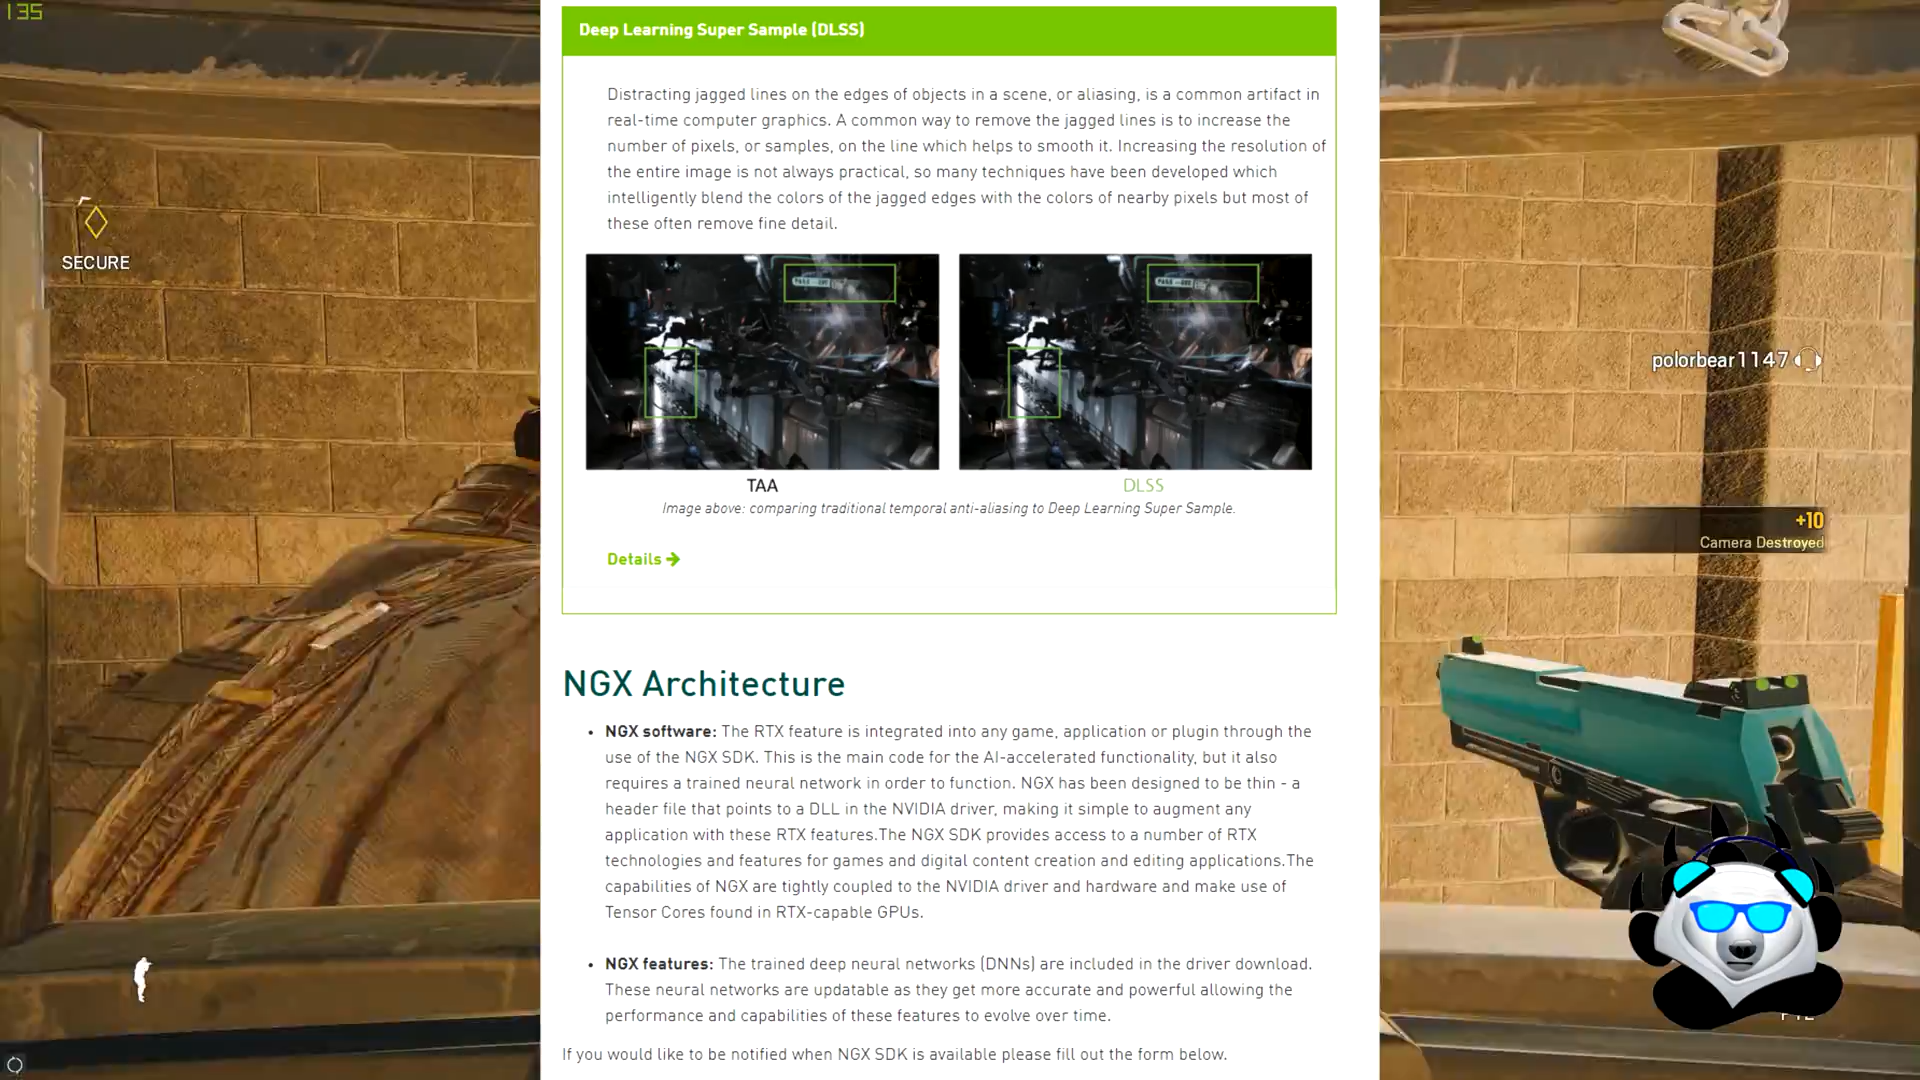 135
Deep Learning Super Sample (DLSS)
Distracting jagged lines on the edges of objects in a scene, or aliasing, is a common artifact in
real-time computer graphics. A common way to remove the jagged lines is to increase the
number of pixels, or samples, on the line which helps to smooth it. Increasing the resolution of
the entire image is not always practical, so many techniques have been developed which
intelligently blend the colors of the jagged edges with the colors of nearby pixels but most of
these often remove fine detail.
SECURE
TAA
DLSS
Image above: comparing traditional temporal anti-aliasing to Deep Learning Super Sample.
Details
polorbear1147
+10
Camera Destroyed
NGX Architecture
• NGX software: The RTX feature is integrated into any game, application or plugin through the
use of the NGX SDK. This is the main code for the AI-accelerated functionality, but it also
requires a trained neural network in order to function. NGX has been designed to be thin - a
header file that points to a DLL in the NVIDIA driver, making it simple to augment any
application with these RTX features.The NGX SDK provides access to a number of RTX
technologies and features for games and digital content creation and editing applications.The
capabilities of NGX are tightly coupled to the NVIDIA driver and hardware and make use of
Tensor Cores found in RTX-capable GPUs.
• NGX features: The trained deep neural networks (DNNs) are included in the driver download.
These neural networks are updatable as they get more accurate and powerful allowing the
performance and capabilities of these features to evolve over time.
If you would like to be notified when NGX SDK is available please fill out the form below.